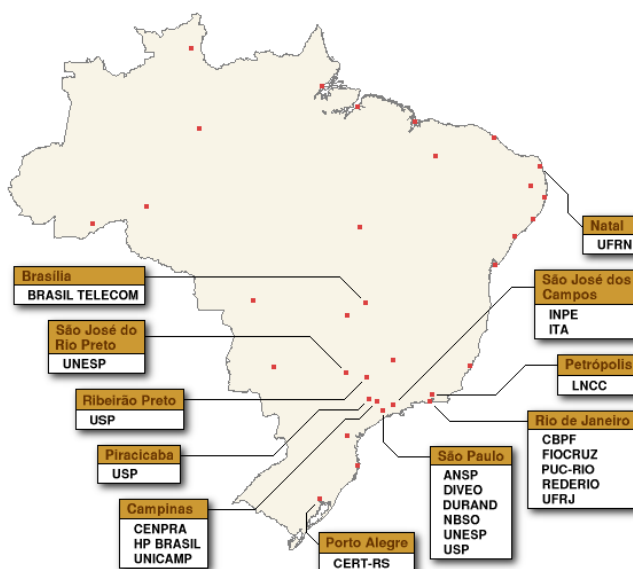 Natal
UFRN
Brasília
BRASIL TELECOM
São José dos
Campos
INPE
ITA
São José do
Rio Preto
UNESP
Petrópolis
LNCC
Ribeirão Preto
USP
Rio de Janeiro
CBPF
FIOCRUZ
PUC-RIO
REDERIO
UFRJ
Piracicaba
USP
São Paulo
ANSP
DIVEO
DURAND
NBSO
UNESP
USP
Campinas
CENPRA
HP BRASIL
UNICAMP
Porto Alegre
CERT-RS